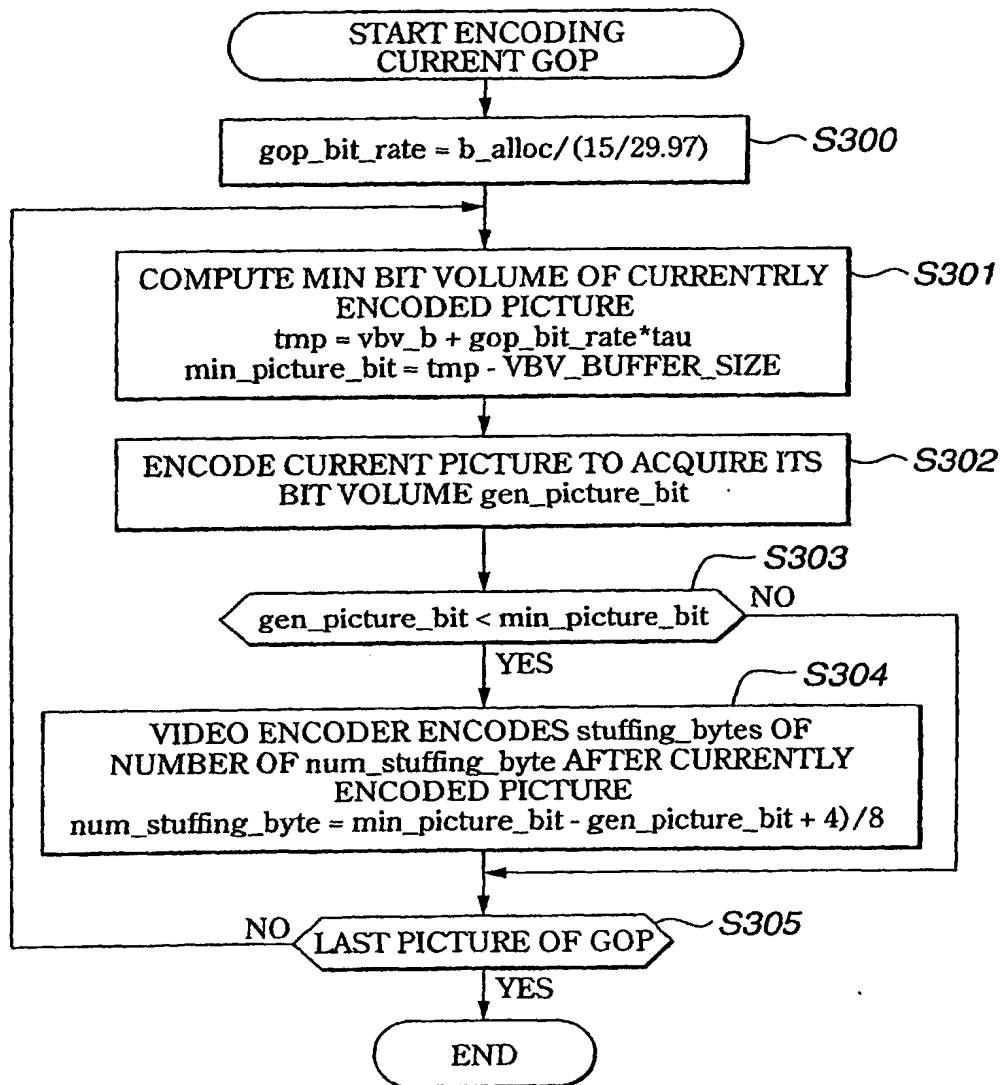 START ENCODING
CURRENT GOP
gop_bit_rate = b_alloc/(15/29.97)
S300
COMPUTE MIN BIT VOLUME OF CURRENTRLY
ENCODED PICTURE
tmp = vbv_b + gop_bit_rate*tau
min_picture_bit = tmp - VBV_BUFFER_SIZE
S301
ENCODE CURRENT PICTURE TO ACQUIRE ITS
BIT VOLUME gen_picture_bit
S302
S303
gen_picture_bit < min_picture_bit
NO
YES
S304
VIDEO ENCODER ENCODES stuffing_bytes OF
NUMBER OF num_stuffing_byte AFTER CURRENTLY
ENCODED PICTURE
num_stuffing_byte = min_picture_bit - gen_picture_bit + 4)/8
NO
LAST PICTURE OF GOP
S305
YES
END